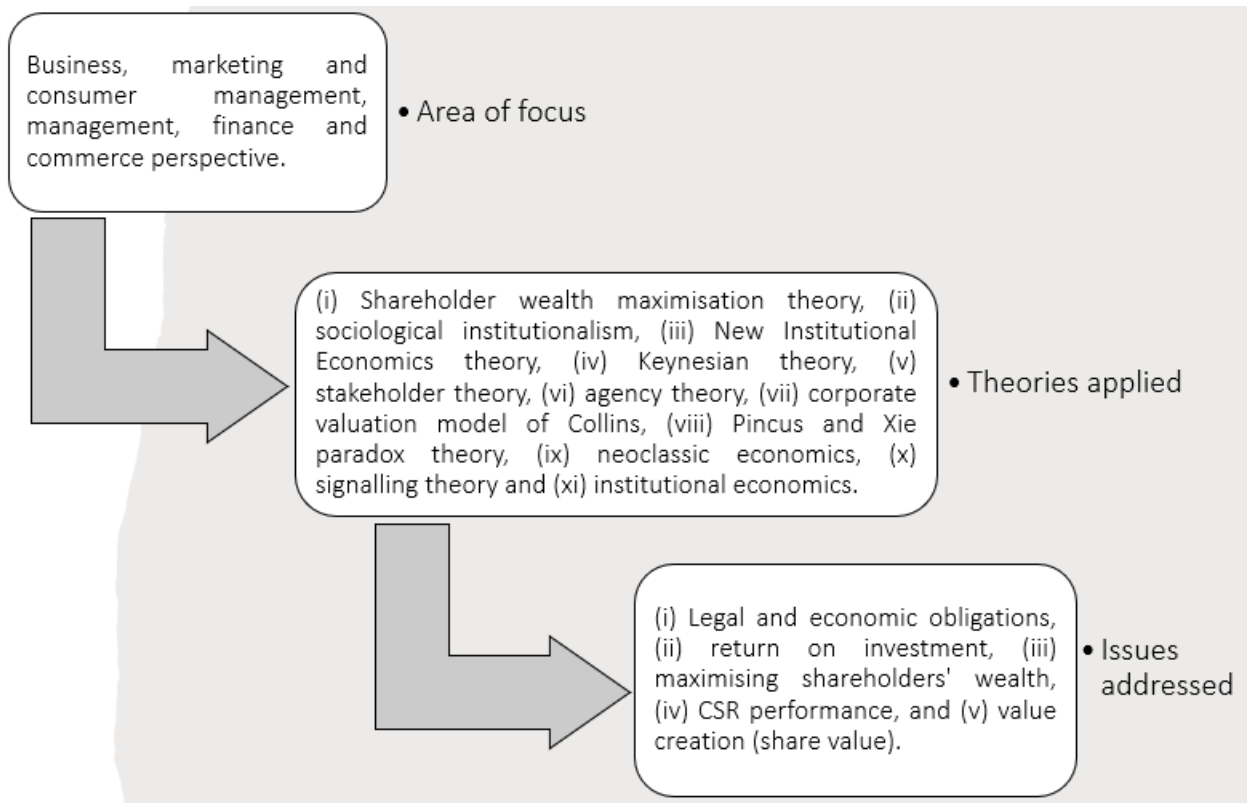 Business, marketing and
consumer management,
management, finance and
commerce perspective.
• Area of focus
(i) Shareholder wealth maximisation theory, (ii)
sociological institutionalism, (iii) New Institutional
Economics theory, (iv) Keynesian theory, (v)
stakeholder theory, (vi) agency theory, (vii) corporate
valuation model of Collins, (viii) Pincus and Xie
paradox theory, (ix) neoclassic economics, (x)
signalling theory and (xi) institutional economics.
• Theories applied
(i) Legal and economic obligations,
(ii) return on investment, (iii)
maximising shareholders' wealth,
(iv) CSR performance, and (v) value
creation (share value).
• Issues
addressed